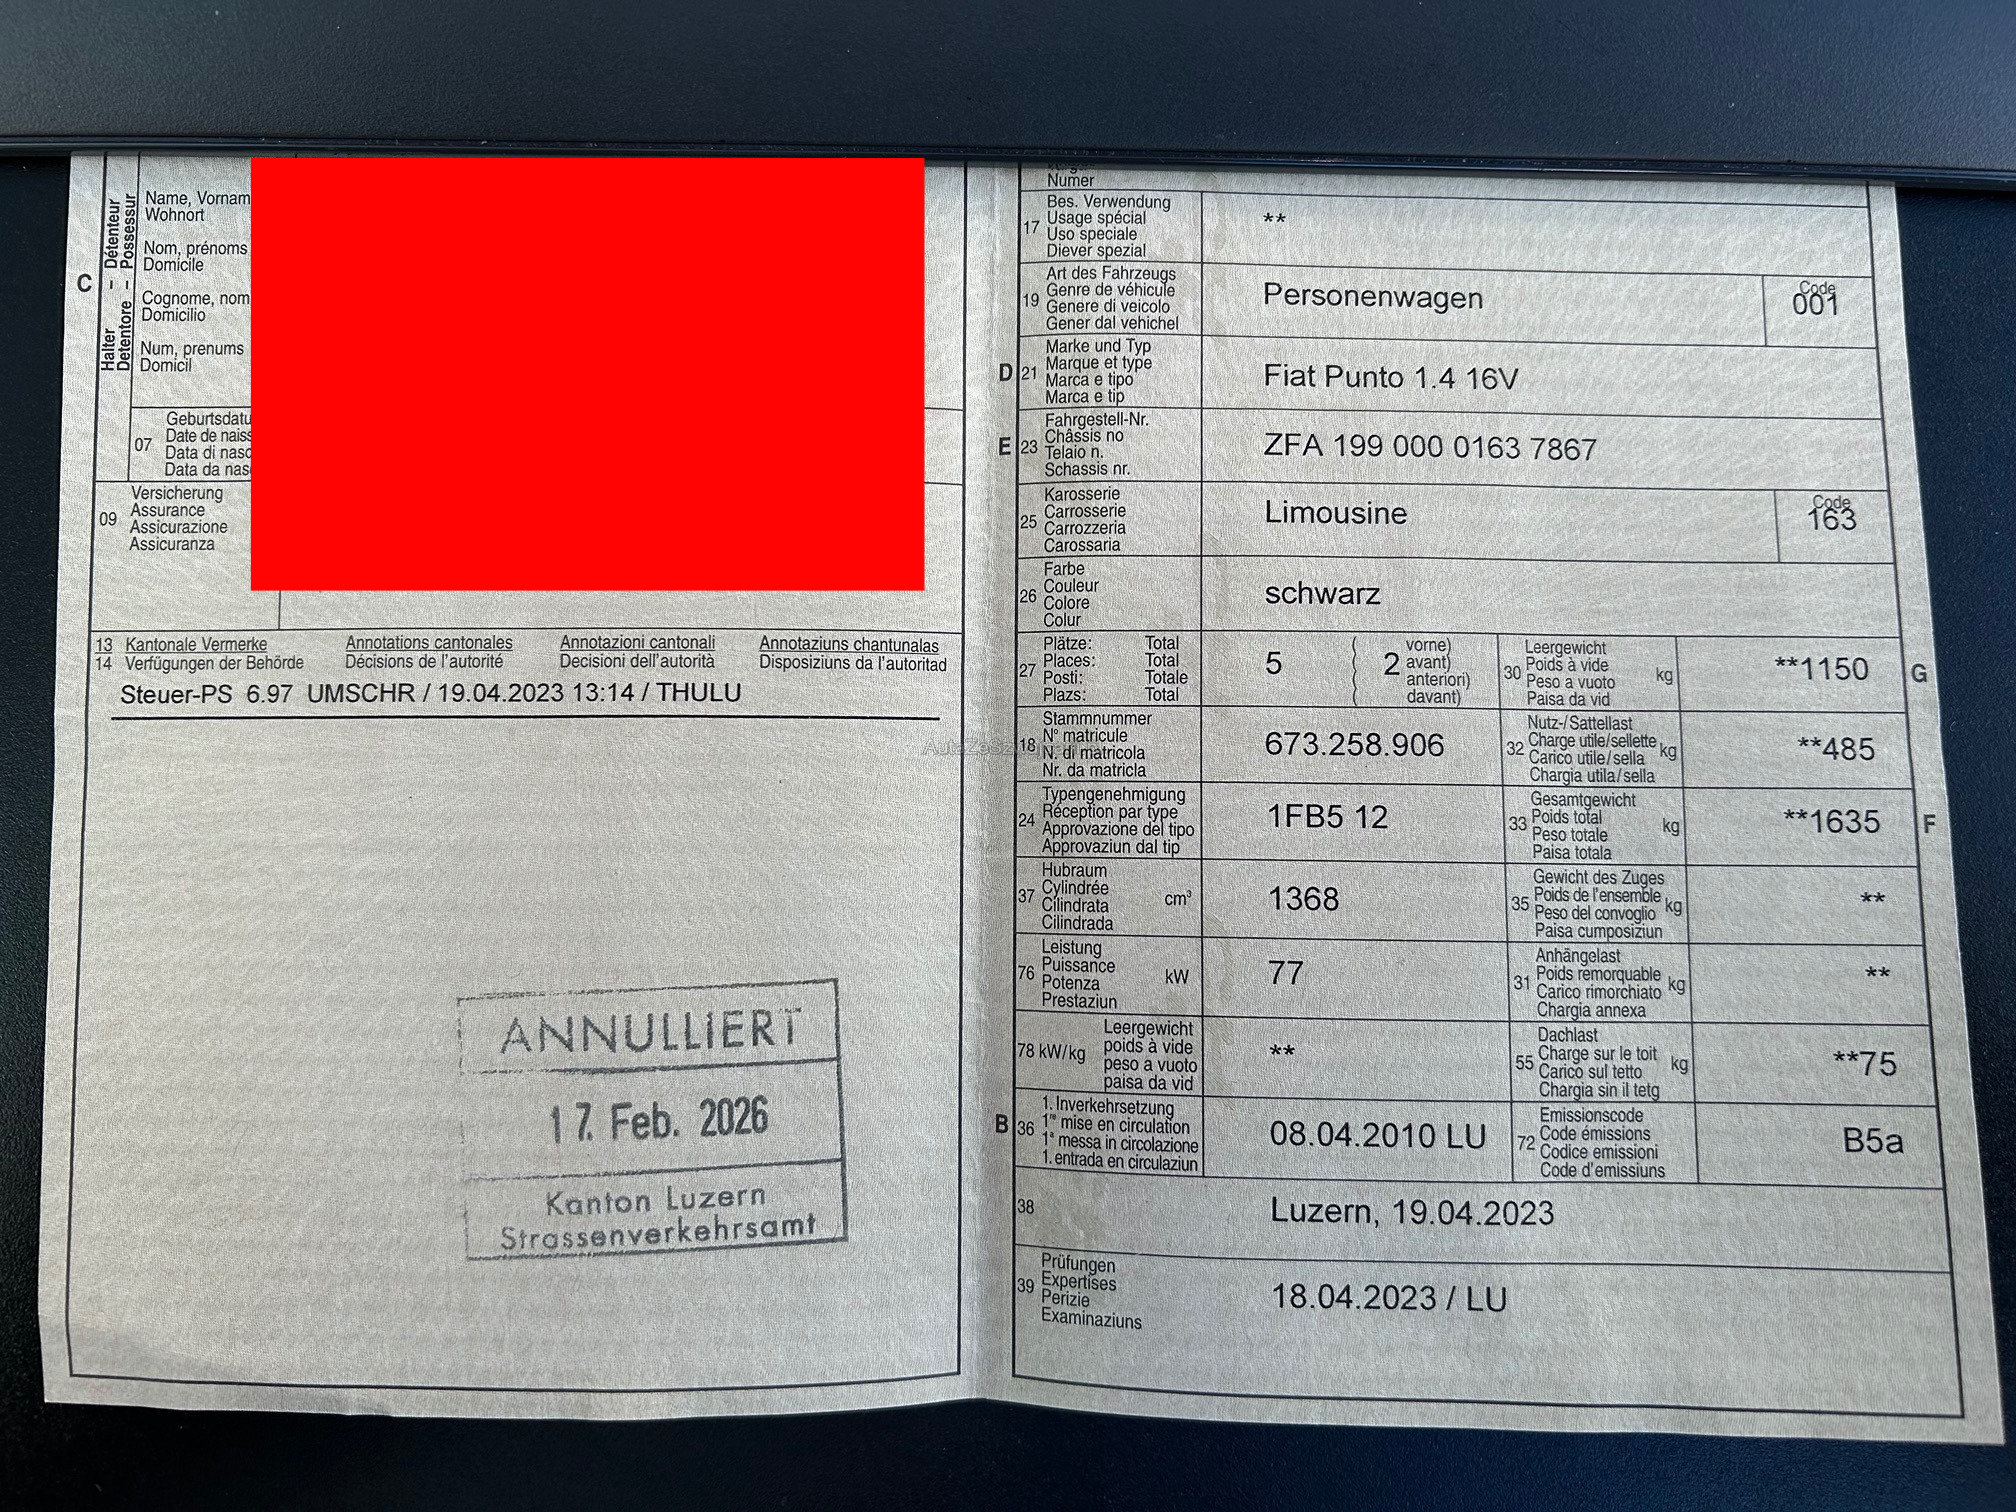 Halter – Détenteur
Detentore – Possessur
C
Name, Vornam
Wohnort
Nom, prénoms
Domicile
Cognome, nom
Domicilio
Num, prenums
Domicil
07
Geburtsdatu
Date de naiss
Data di nasc
Data da nas
09
Versicherung
Assurance
Assicurazione
Assicuranza
13 Kantonale Vermerke Annotations cantonales Annotazioni cantonali Annotaziuns chantunalas
14 Verfügungen der Behörde Décisions de l'autorité Decisioni dell'autorità Disposiziuns da l'autoritad
Steuer-PS 6.97 UMSCHR / 19.04.2023 13:14 / THULU
ANNULLIERT
17. Feb. 2026
Kanton Luzern
Strassenverkehrsamt
Numer
17
Bes. Verwendung
Usage spécial
Uso speciale
Diever spezial
**
19
Art des Fahrzeugs
Genre de véhicule
Genere di veicolo
Gener dal vehichel
Personenwagen
Code
001
D 21
Marke und Typ
Marque et type
Marca e tipo
Marca e tip
Fiat Punto 1.4 16V
E 23
Fahrgestell-Nr.
Châssis no
Telaio n.
Schassis nr.
ZFA 199 000 0163 7867
25
Karosserie
Carrosserie
Carrozzeria
Carossaria
Limousine
Code
163
26
Farbe
Couleur
Colore
Colur
schwarz
27
Plätze: Total
Places: Total
Posti: Totale
Plazs: Total
5
( 2
vorne)
avant)
anteriori)
davant)
30
Leergewicht
Poids à vide
Peso a vuoto
Paisa da vid
kg
**1150
G
18
Stammnummer
N° matricule
N. di matricola
Nr. da matricla
673.258.906
32
Nutz-/Sattellast
Charge utile/sellette
Carico utile/sella
Chargia utila/sella
kg
**485
24
Typengenehmigung
Réception par type
Approvazione del tipo
Approvaziun dal tip
1FB5 12
33
Gesamtgewicht
Poids total
Peso totale
Paisa totala
kg
**1635
F
37
Hubraum
Cylindrée
Cilindrata
Cilindrada
cm³
1368
35
Gewicht des Zuges
Poids de l'ensemble
Peso del convoglio
Paisa cumposiziun
kg
**
76
Leistung
Puissance
Potenza
Prestaziun
kW
77
31
Anhängelast
Poids remorquable
Carico rimorchiato
Chargia annexa
kg
**
78 kW/kg
Leergewicht
poids à vide
peso a vuoto
paisa da vid
**
55
Dachlast
Charge sur le toit
Carico sul tetto
Chargia sin il tetg
kg
**75
B 36
1. Inverkehrsetzung
1re mise en circulation
1a messa in circolazione
1. entrada en circulaziun
08.04.2010 LU
72
Emissionscode
Code émissions
Codice emissioni
Code d'emissiuns
B5a
38
Luzern, 19.04.2023
39
Prüfungen
Expertises
Perizie
Examinaziuns
18.04.2023 / LU